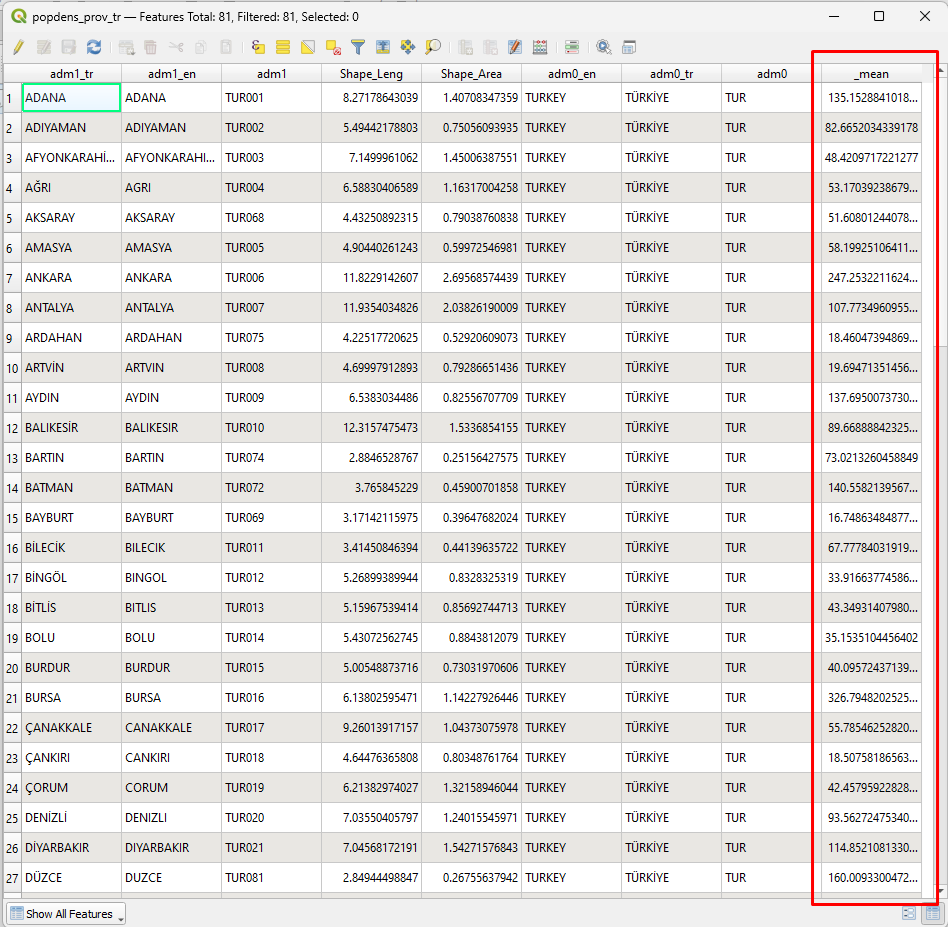 popdens_prov_tr — Features Total: 81, Filtered: 81, Selected: 0
adm1_tr adm1_en adm1 Shape_Leng Shape_Area adm0_en adm0_tr adm0 _mean
1 ADANA ADANA TUR001 8.27178643039 1.40708347359 TURKEY TÜRKİYE TUR 135.1528841018...
2 ADIYAMAN ADIYAMAN TUR002 5.49442178803 0.75056093935 TURKEY TÜRKİYE TUR 82.6652034339178
3 AFYONKARAHİ... AFYONKARAHI... TUR003 7.1499961062 1.45006387551 TURKEY TÜRKİYE TUR 48.4209717221277
4 AĞRI AGRI TUR004 6.58830406589 1.16317004258 TURKEY TÜRKİYE TUR 53.17039238679...
5 AKSARAY AKSARAY TUR068 4.43250892315 0.79038760838 TURKEY TÜRKİYE TUR 51.60801244078...
6 AMASYA AMASYA TUR005 4.90440261243 0.59972546981 TURKEY TÜRKİYE TUR 58.19925106411...
7 ANKARA ANKARA TUR006 11.8229142607 2.69568574439 TURKEY TÜRKİYE TUR 247.2532211624...
8 ANTALYA ANTALYA TUR007 11.9354034826 2.03826190009 TURKEY TÜRKİYE TUR 107.7734960955...
9 ARDAHAN ARDAHAN TUR075 4.22517720625 0.52920609073 TURKEY TÜRKİYE TUR 18.46047394869...
10 ARTVİN ARTVIN TUR008 4.69997912893 0.79286651436 TURKEY TÜRKİYE TUR 19.69471351456...
11 AYDIN AYDIN TUR009 6.5383034486 0.82556707709 TURKEY TÜRKİYE TUR 137.6950073730...
12 BALIKESİR BALIKESIR TUR010 12.3157475473 1.5336854155 TURKEY TÜRKİYE TUR 89.66888842325...
13 BARTIN BARTIN TUR074 2.8846528767 0.25156427575 TURKEY TÜRKİYE TUR 73.0213260458849
14 BATMAN BATMAN TUR072 3.765845229 0.45900701858 TURKEY TÜRKİYE TUR 140.5582139567...
15 BAYBURT BAYBURT TUR069 3.17142115975 0.39647682024 TURKEY TÜRKİYE TUR 16.74863484877...
16 BİLECİK BILECIK TUR011 3.41450846394 0.44139635722 TURKEY TÜRKİYE TUR 67.77784031919...
17 BİNGÖL BINGOL TUR012 5.26899389944 0.8328325319 TURKEY TÜRKİYE TUR 33.91663774586...
18 BİTLİS BITLIS TUR013 5.15967539414 0.85692744713 TURKEY TÜRKİYE TUR 43.34931407980...
19 BOLU BOLU TUR014 5.43072562745 0.8843812079 TURKEY TÜRKİYE TUR 35.1535104456402
20 BURDUR BURDUR TUR015 5.00548873716 0.73031970606 TURKEY TÜRKİYE TUR 40.09572437139...
21 BURSA BURSA TUR016 6.13802595471 1.14227926446 TURKEY TÜRKİYE TUR 326.7948202525...
22 ÇANAKKALE CANAKKALE TUR017 9.26013917157 1.04373075978 TURKEY TÜRKİYE TUR 55.78546252820...
23 ÇANKIRI CANKIRI TUR018 4.64476365808 0.80348761764 TURKEY TÜRKİYE TUR 18.50758186563...
24 ÇORUM CORUM TUR019 6.21382974027 1.32158946044 TURKEY TÜRKİYE TUR 42.45795922828...
25 DENİZLİ DENIZLI TUR020 7.03550405797 1.24015545971 TURKEY TÜRKİYE TUR 93.56272475340...
26 DİYARBAKIR DIYARBAKIR TUR021 7.04568172191 1.54271576843 TURKEY TÜRKİYE TUR 114.8521081330...
27 DÜZCE DUZCE TUR081 2.84944498847 0.26755637942 TURKEY TÜRKİYE TUR 160.0093300472...
Show All Features